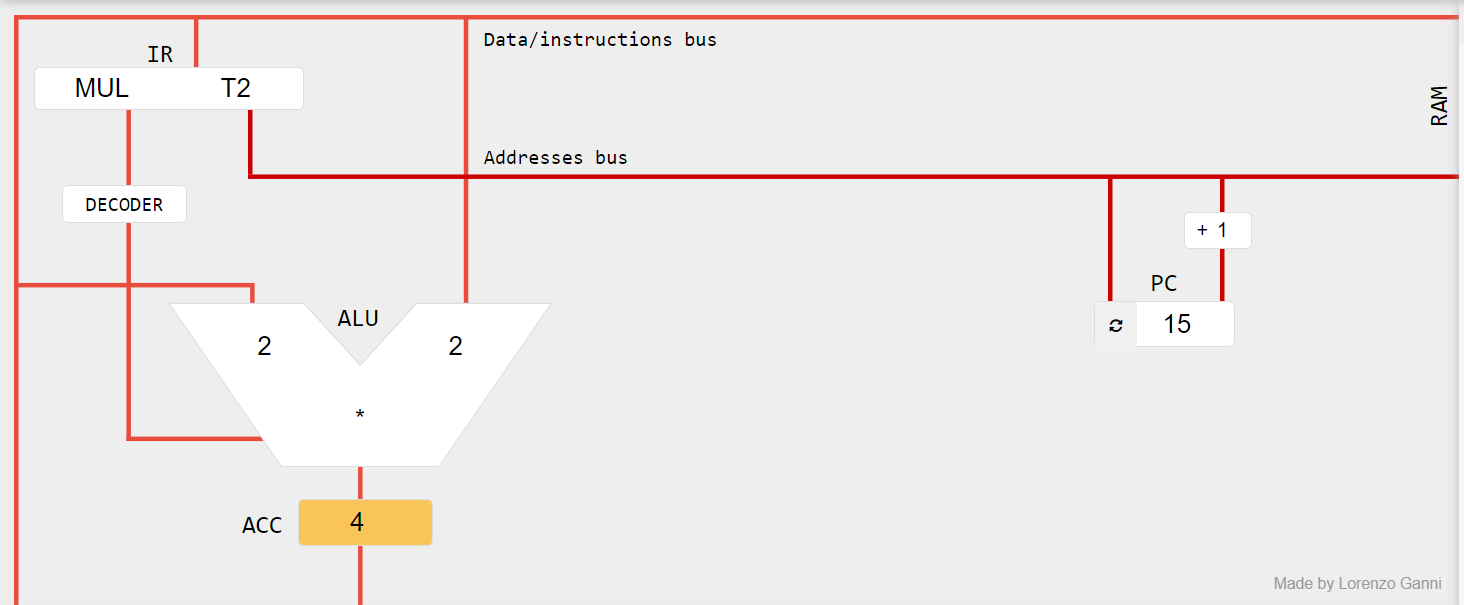 Data/instructions bus
IR
MUL T2
RAM
Addresses bus
DECODER
+ 1
PC
15
ALU
2 2
*
ACC 4
Made by Lorenzo Ganni